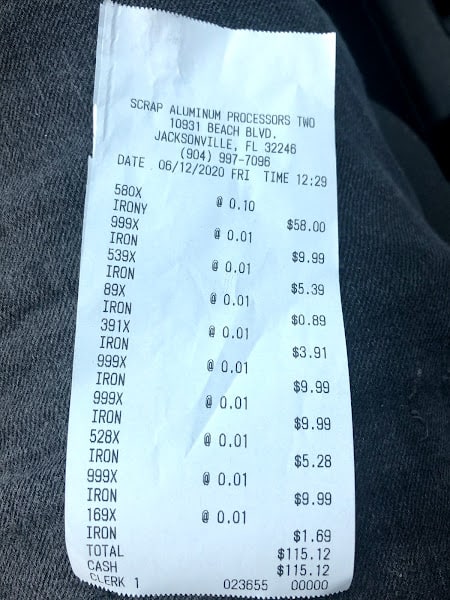 SCRAP ALUMINUM PROCESSORS TWO
10931 BEACH BLVD.
JACKSONVILLE, FL 32246
(904) 997-7096
DATE 06/12/2020 FRI TIME 12:29
580X @ 0.10
IRONY $58.00
999X @ 0.01
IRON $9.99
539X @ 0.01
IRON $5.39
89X @ 0.01
IRON $0.89
391X @ 0.01
IRON $3.91
999X @ 0.01
IRON $9.99
999X @ 0.01
IRON $9.99
528X @ 0.01
IRON $5.28
999X @ 0.01
IRON $9.99
169X @ 0.01
IRON $1.69
TOTAL $115.12
CASH $115.12
CLERK 1 023655 00000